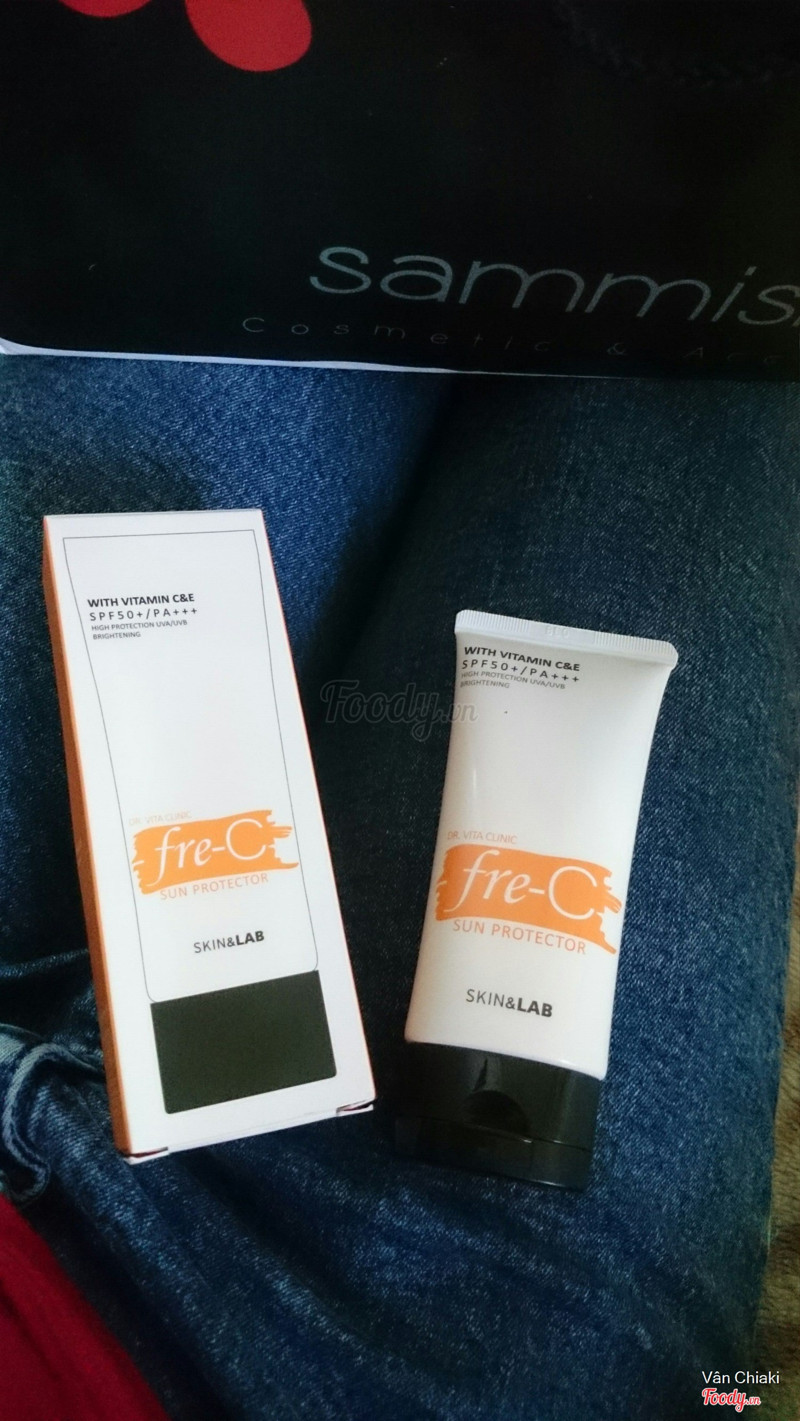 sammis
Cosmetic & Acc
WITH VITAMIN C&E
SPF50+/PA+++
HIGH PROTECTION UVA/UVB
BRIGHTENING
DR. VITA CLINIC
fre-C
SUN PROTECTOR
SKIN&LAB
WITH VITAMIN C&E
SPF50+/PA+++
HIGH PROTECTION UVA/UVB
BRIGHTENING
DR. VITA CLINIC
fre-C
SUN PROTECTOR
SKIN&LAB
Foody.vn
Vân Chiaki
Foody.vn